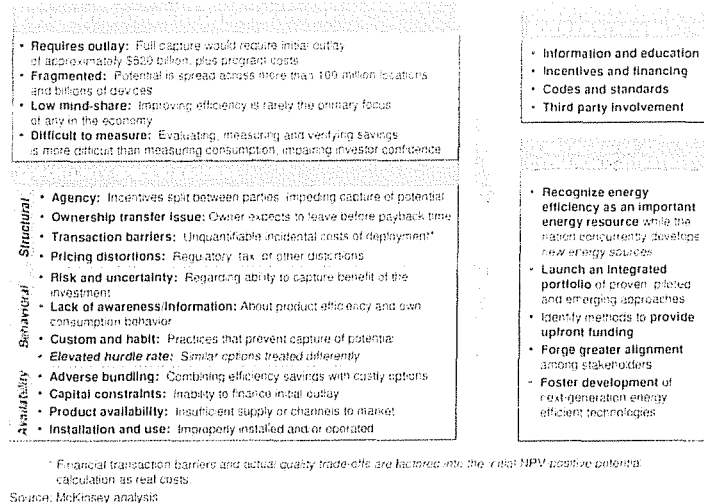 • Requires outlay: Full capture would require initial outlay
of approximately $520 billion, plus program costs
• Fragmented: Potential is spread across more than 100 million locations
and billions of devices
• Low mind-share: Improving efficiency is rarely the primary focus
of any in the economy
• Difficult to measure: Evaluating, measuring and verifying savings
is more difficult than measuring consumption, impairing investor confidence
Structural
• Agency: Incentives split between parties, impeding capture of potential
• Ownership transfer issue: Owner expects to leave before payback time
• Transaction barriers: Unquantifiable incidental costs of deployment*
• Pricing distortions: Regulatory, tax, or other distortions
Behavioral
• Risk and uncertainty: Regarding ability to capture benefit of the
investment
• Lack of awareness/Information: About product efficiency and own
consumption behavior
• Custom and habit: Practices that prevent capture of potential
• Elevated hurdle rate: Similar options treated differently
Availability
• Adverse bundling: Combining efficiency savings with costly options
• Capital constraints: Inability to finance initial outlay
• Product availability: Insufficient supply or channels to market
• Installation and use: Improperly installed and/or operated
• Information and education
• Incentives and financing
• Codes and standards
• Third party involvement
• Recognize energy
efficiency as an important
energy resource while the
nation concurrently develops
new energy sources
• Launch an integrated
portfolio of proven, piloted
and emerging approaches
• Identify methods to provide
upfront funding
• Forge greater alignment
among stakeholders
• Foster development of
next-generation energy
efficient technologies
* Financial transaction barriers and actual quality trade-offs are factored into the initial NPV-positive potential
calculation as real costs.
Source: McKinsey analysis